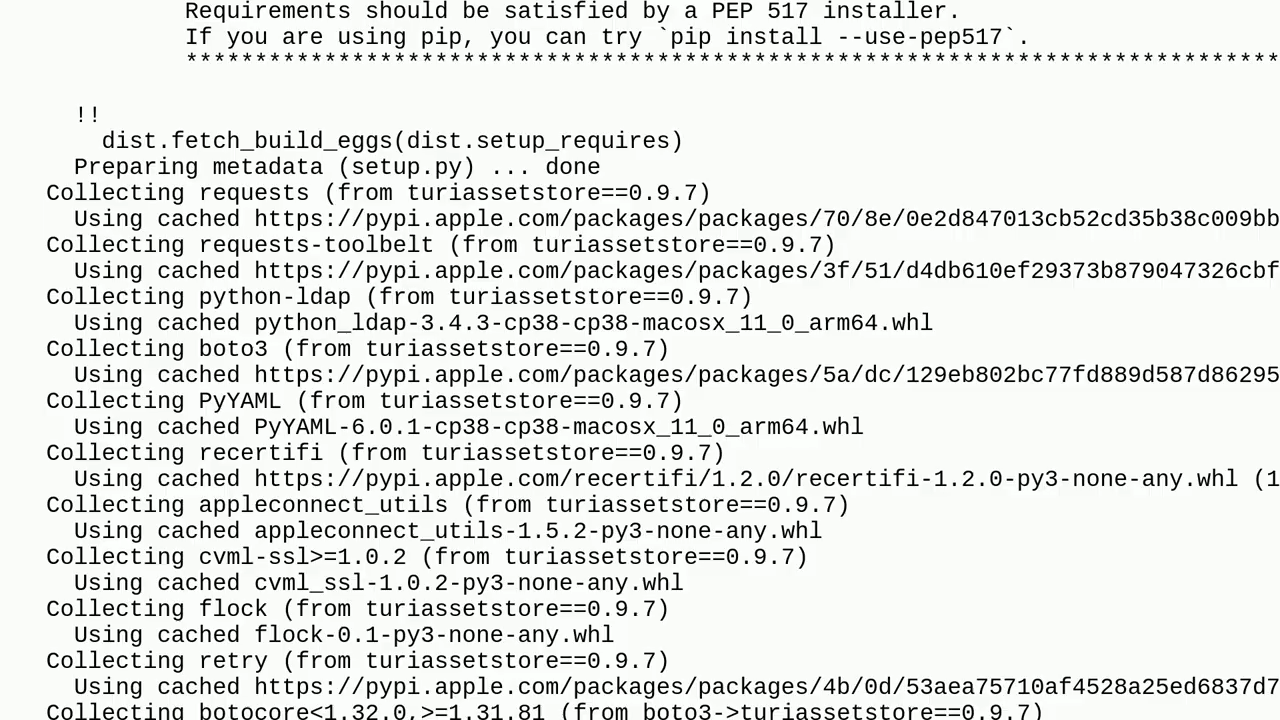 Requirements should be satisfied by a PEP 517 installer.
If you are using pip, you can try `pip install --use-pep517`.
*******************************************************************************
!!
dist.fetch_build_eggs(dist.setup_requires)
Preparing metadata (setup.py) ... done
Collecting requests (from turiassetstore==0.9.7)
Using cached https://pypi.apple.com/packages/packages/70/8e/0e2d847013cb52cd35b38c009bb
Collecting requests-toolbelt (from turiassetstore==0.9.7)
Using cached https://pypi.apple.com/packages/packages/3f/51/d4db610ef29373b879047326cbf
Collecting python-ldap (from turiassetstore==0.9.7)
Using cached python_ldap-3.4.3-cp38-cp38-macosx_11_0_arm64.whl
Collecting boto3 (from turiassetstore==0.9.7)
Using cached https://pypi.apple.com/packages/packages/5a/dc/129eb802bc77fd889d587d86295
Collecting PyYAML (from turiassetstore==0.9.7)
Using cached PyYAML-6.0.1-cp38-cp38-macosx_11_0_arm64.whl
Collecting recertifi (from turiassetstore==0.9.7)
Using cached https://pypi.apple.com/recertifi/1.2.0/recertifi-1.2.0-py3-none-any.whl (1
Collecting appleconnect_utils (from turiassetstore==0.9.7)
Using cached appleconnect_utils-1.5.2-py3-none-any.whl
Collecting cvml-ssl>=1.0.2 (from turiassetstore==0.9.7)
Using cached cvml_ssl-1.0.2-py3-none-any.whl
Collecting flock (from turiassetstore==0.9.7)
Using cached flock-0.1-py3-none-any.whl
Collecting retry (from turiassetstore==0.9.7)
Using cached https://pypi.apple.com/packages/packages/4b/0d/53aea75710af4528a25ed6837d7
Collecting botocore<1.32.0,>=1.31.81 (from boto3->turiassetstore==0.9.7)